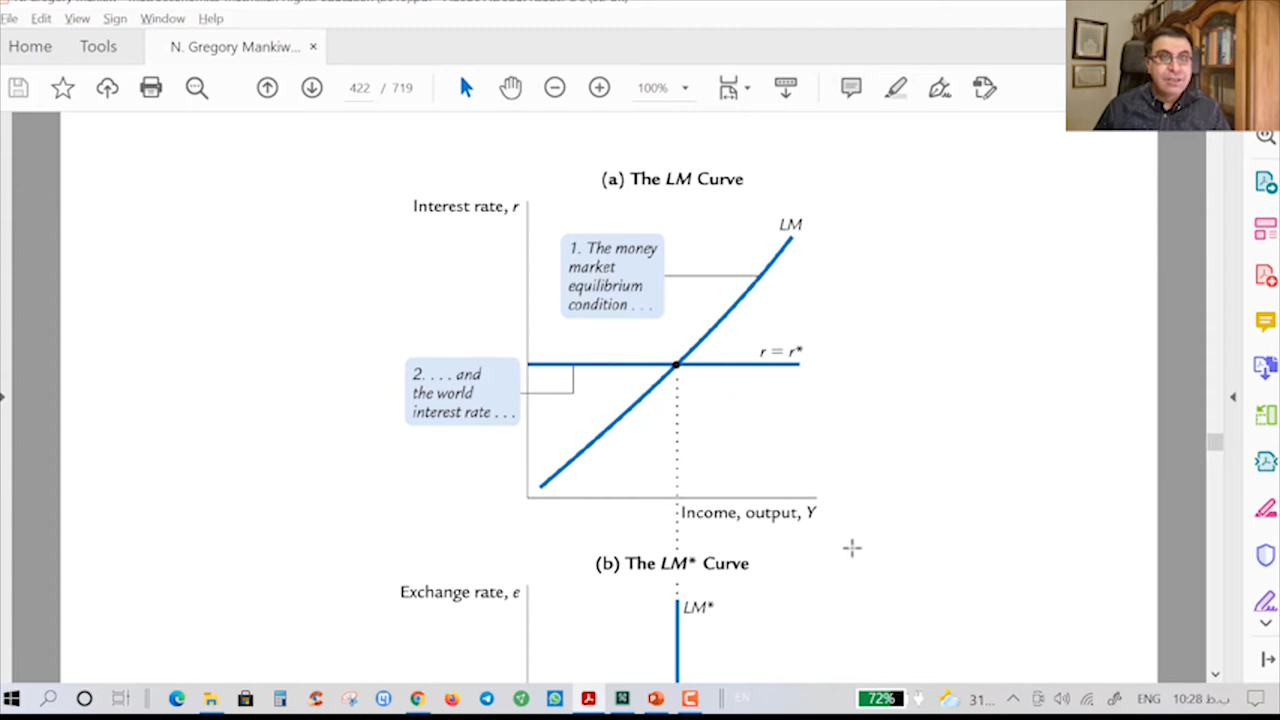 File Edit View Sign Window Help
Home Tools N. Gregory Mankiw... ×
422 / 719 100%
(a) The LM Curve
Interest rate, r
LM
1. The money
market
equilibrium
condition . . .
r = r*
2. . . . and
the world
interest rate . . .
Income, output, Y
(b) The LM* Curve
Exchange rate, e
LM*
EN 72% 31... ENG 10:28 ب.ظ